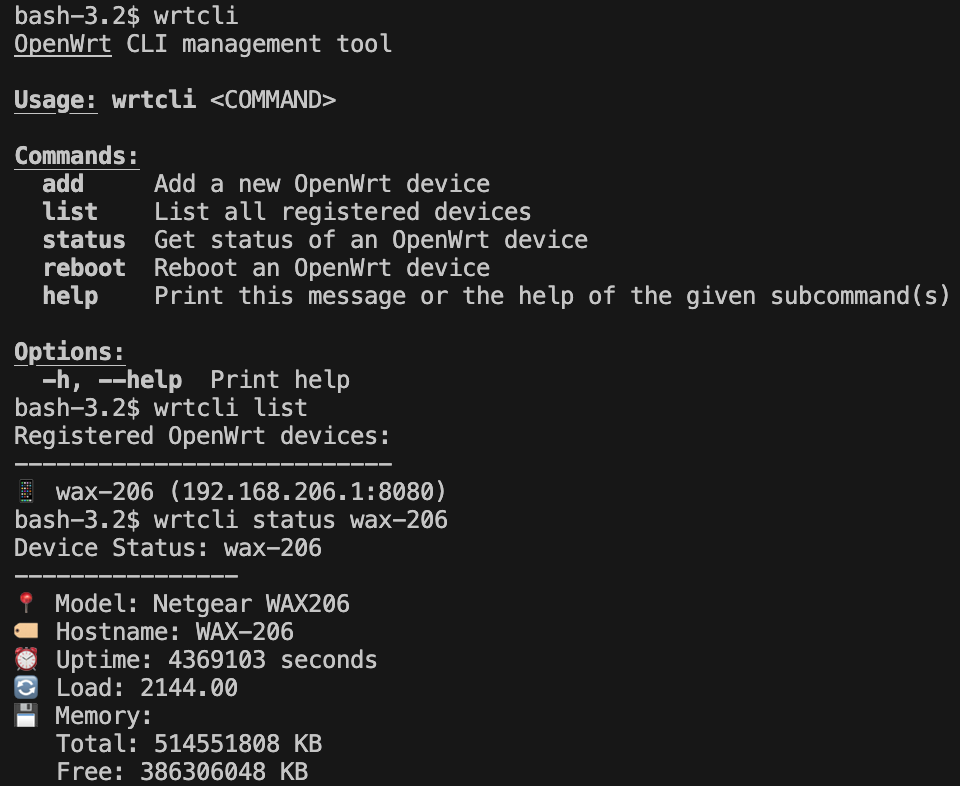 bash-3.2$ wrtcli
OpenWrt CLI management tool
Usage: wrtcli <COMMAND>
Commands:
  add     Add a new OpenWrt device
  list    List all registered devices
  status  Get status of an OpenWrt device
  reboot  Reboot an OpenWrt device
  help    Print this message or the help of the given subcommand(s)
Options:
  -h, --help  Print help
bash-3.2$ wrtcli list
Registered OpenWrt devices:
---------------------------
📱 wax-206 (192.168.206.1:8080)
bash-3.2$ wrtcli status wax-206
Device Status: wax-206
----------------
📍 Model: Netgear WAX206
🏷️ Hostname: WAX-206
⏰ Uptime: 4369103 seconds
🔄 Load: 2144.00
💾 Memory:
   Total: 514551808 KB
   Free: 386306048 KB